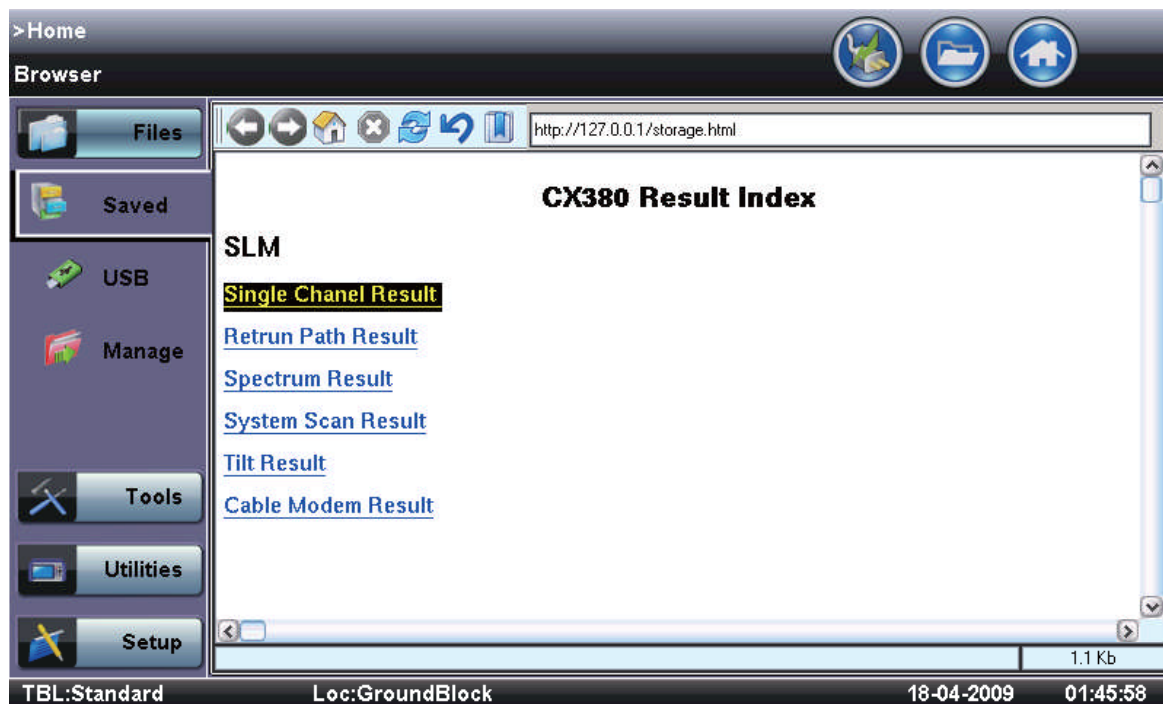 >Home
Browser
Files
http://127.0.0.1/storage.html
Saved
USB
Manage
Tools
Utilities
Setup
CX380 Result Index
SLM
Single Chanel Result
Retrun Path Result
Spectrum Result
System Scan Result
Tilt Result
Cable Modem Result
1.1 Kb
TBL:Standard Loc:GroundBlock 18-04-2009 01:45:58